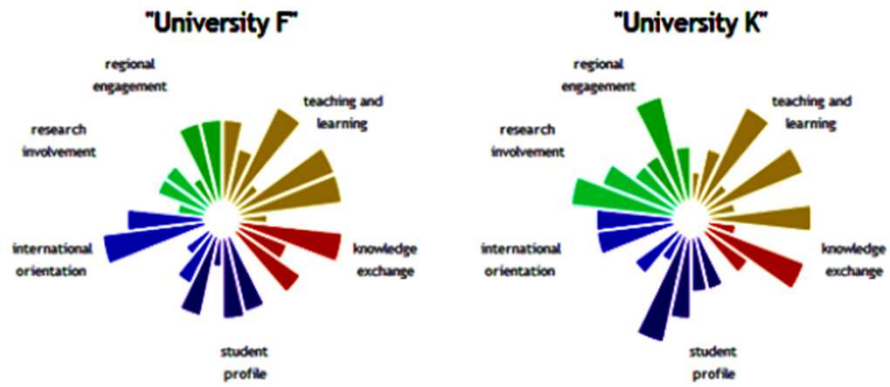 "University F"
regional
engagement
teaching and
learning
research
involvement
international
orientation
knowledge
exchange
student
profile
"University K"
regional
engagement
teaching and
learning
research
involvement
international
orientation
knowledge
exchange
student
profile